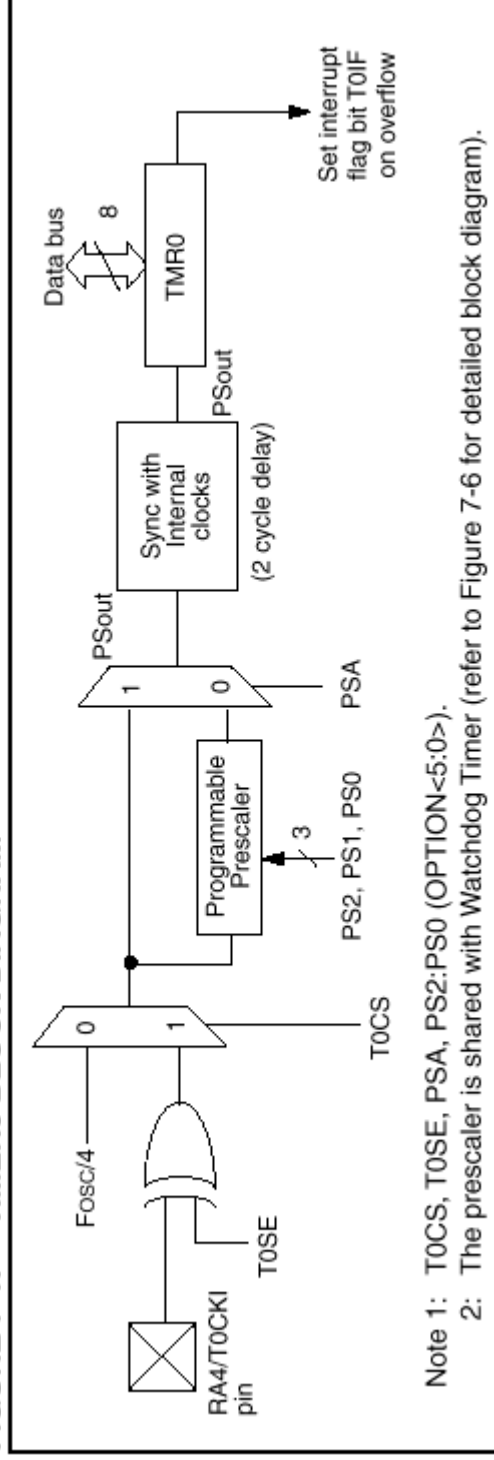 Data bus
8
TMR0
Set interrupt
flag bit T0IF
on overflow
PSout
Sync with
Internal
clocks
(2 cycle delay)
PSout
1
0
PSA
Programmable
Prescaler
3
PS2, PS1, PS0
0
1
T0CS
Fosc/4
T0SE
RA4/T0CKI
pin
Note 1: T0CS, T0SE, PSA, PS2:PS0 (OPTION<5:0>).
2: The prescaler is shared with Watchdog Timer (refer to Figure 7-6 for detailed block diagram).